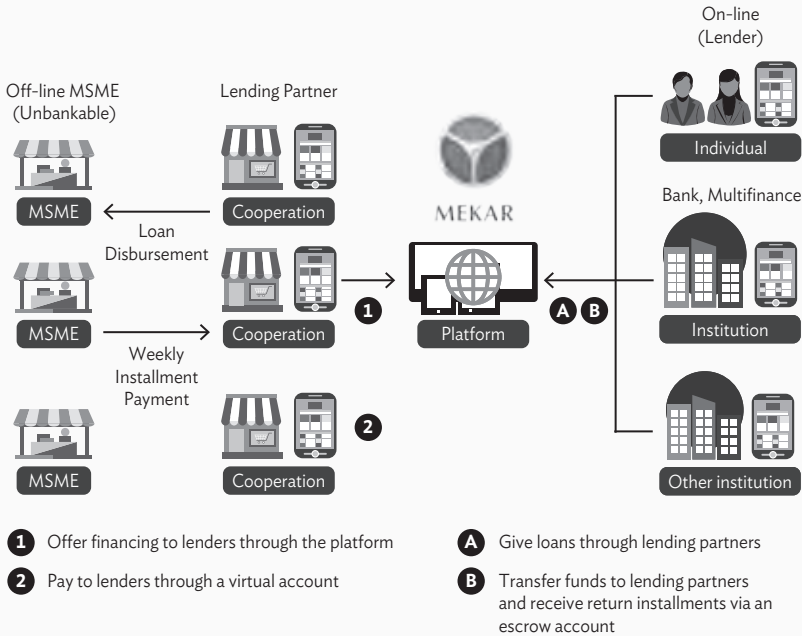 On-line
(Lender)
Off-line MSME
(Unbankable)
Lending Partner
MSME
Cooperation
MEKAR
Individual
Loan
Disbursement
Bank, Multifinance
MSME
Cooperation
1
Platform
A B
Institution
Weekly
Installment
Payment
2
MSME
Cooperation
Other institution
1 Offer financing to lenders through the platform
2 Pay to lenders through a virtual account
A Give loans through lending partners
B Transfer funds to lending partners
and receive return installments via an
escrow account